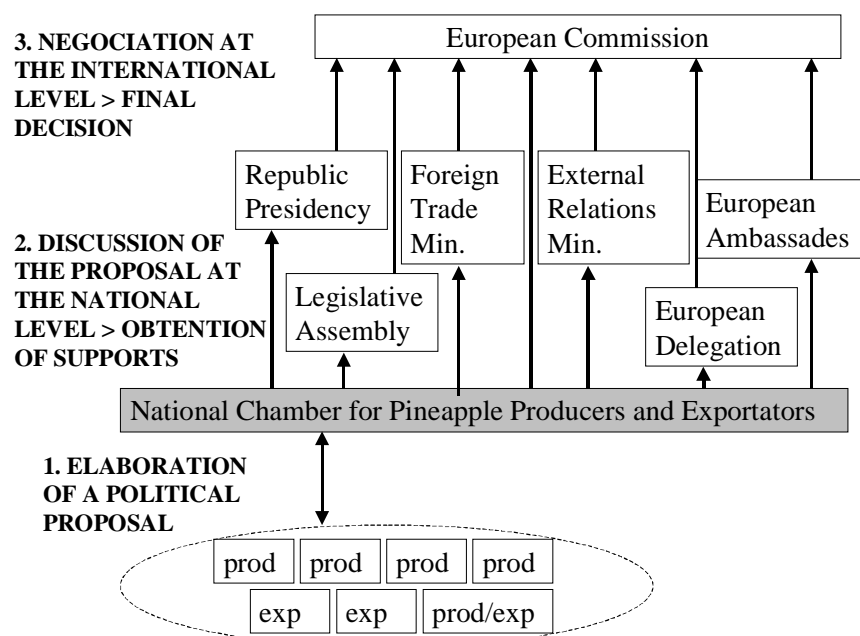 3. NEGOCIATION AT
THE INTERNATIONAL
LEVEL > FINAL
DECISION
European Commission
Republic
Presidency
Foreign
Trade
Min.
External
Relations
Min.
European
Ambassades
2. DISCUSSION OF
THE PROPOSAL AT
THE NATIONAL
LEVEL > OBTENTION
OF SUPPORTS
Legislative
Assembly
European
Delegation
National Chamber for Pineapple Producers and Exportators
1. ELABORATION
OF A POLITICAL
PROPOSAL
prod prod prod prod
exp exp prod/exp